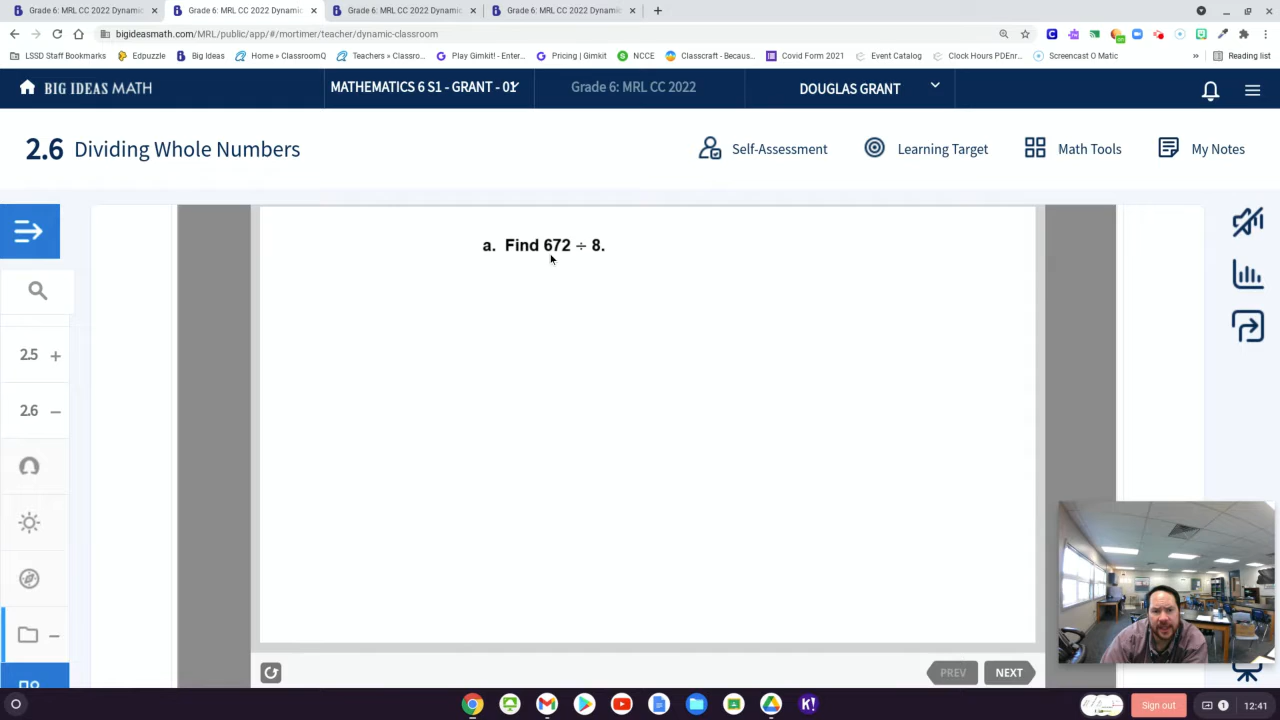 Grade 6: MRL CC 2022 Dynamic
Grade 6: MRL CC 2022 Dynamic
Grade 6: MRL CC 2022 Dynamic
Grade 6: MRL CC 2022 Dynamic
bigideasmath.com/MRL/public/app/#/mortimer/teacher/dynamic-classroom
LSSD Staff Bookmarks Edpuzzle Big Ideas Home » ClassroomQ Teachers » Classro... Play Gimkit! - Enter... Pricing | Gimkit NCCE Classcraft - Becaus... Covid Form 2021 Event Catalog Clock Hours PDEnr... Screencast O Matic » Reading list
BIG IDEAS MATH MATHEMATICS 6 S1 - GRANT - 01 Grade 6: MRL CC 2022 DOUGLAS GRANT
2.6 Dividing Whole Numbers Self-Assessment Learning Target Math Tools My Notes
a. Find 672 ÷ 8.
2.5 +
2.6 –
PREV NEXT
K! Sign out 1 12:41